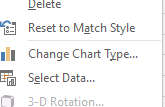 Delete
Reset to Match Style
Change Chart Type...
Select Data...
3-D Rotation...